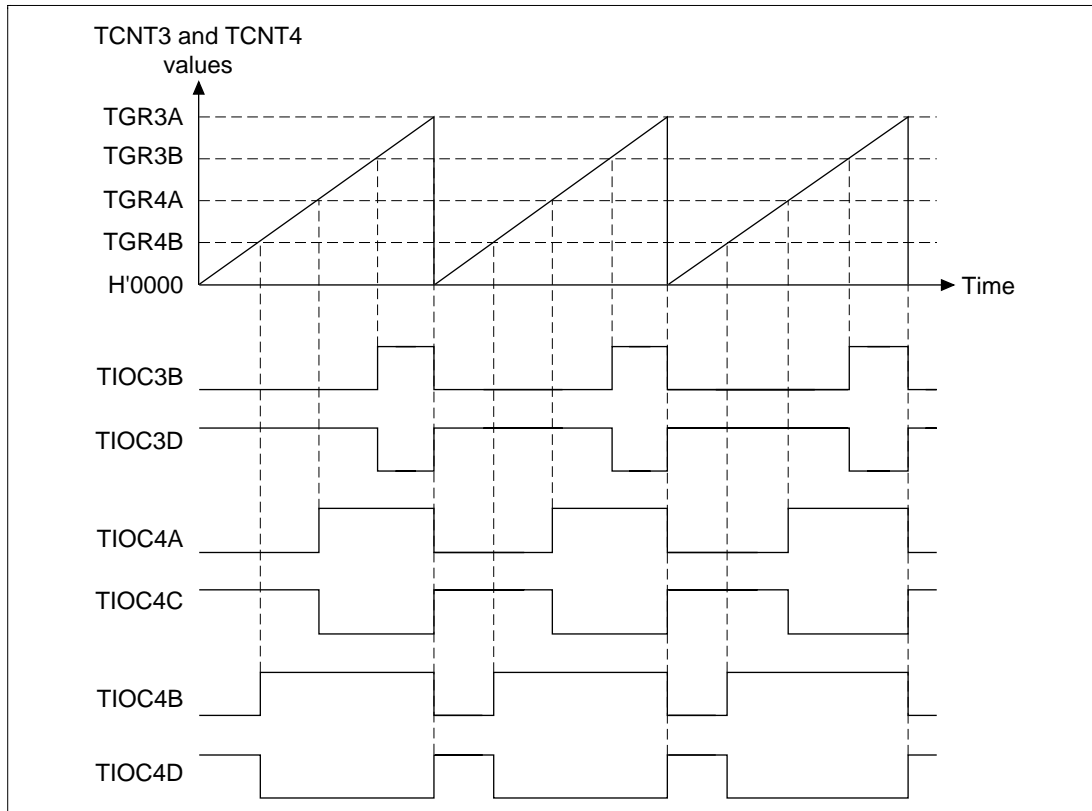 TCNT3 and TCNT4
values
TGR3A
TGR3B
TGR4A
TGR4B
H'0000
Time
TIOC3B
TIOC3D
TIOC4A
TIOC4C
TIOC4B
TIOC4D